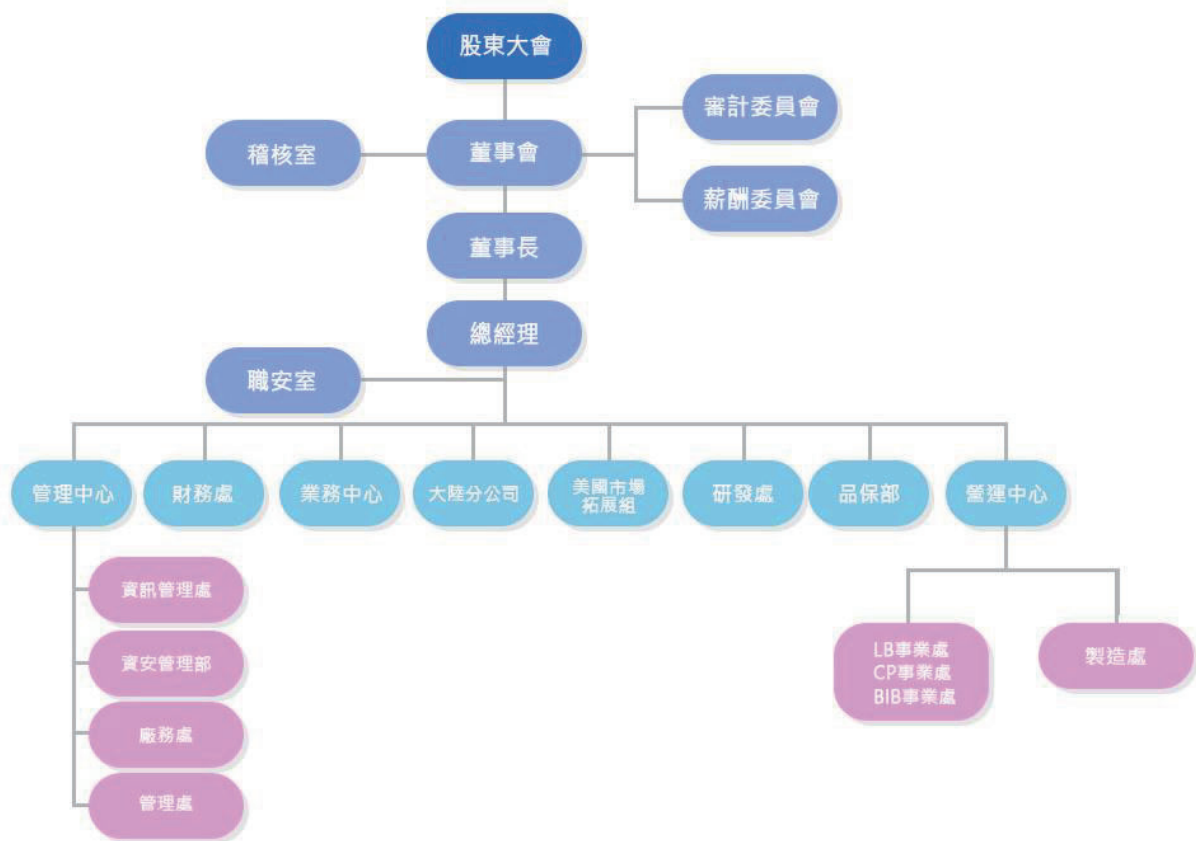 股東大會
審計委員會
稽核室
董事會
薪酬委員會
董事長
總經理
職安室
管理中心
財務處
業務中心
大陸分公司
美國市場
拓展組
研發處
品保部
營運中心
資訊管理處
資安管理部
廠務處
管理處
LB事業處
CP事業處
BIB事業處
製造處